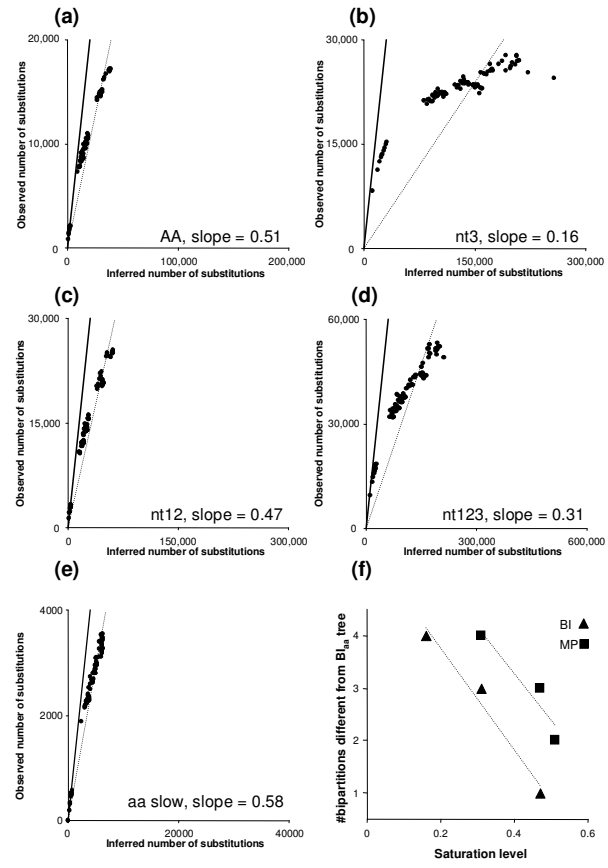 (a)
Observed number of substitutions
20,000
10,000
0
AA, slope = 0.51
0
100,000
200,000
Inferred number of substitutions
(b)
Observed number of substitutions
30,000
15,000
0
nt3, slope = 0.16
0
150,000
300,000
Inferred number of substitutions
(c)
Observed number of substitutions
30,000
15,000
0
nt12, slope = 0.47
0
150,000
300,000
Inferred number of substitutions
(d)
Observed number of substitutions
60,000
30,000
0
nt123, slope = 0.31
0
300,000
600,000
Inferred number of substitutions
(e)
Observed number of substitutions
4000
2000
0
aa slow, slope = 0.58
0
20000
40000
Inferred number of substitutions
(f)
#bipartitions different from BIaa tree
BI
MP
4
3
2
1
0
0.2
0.4
0.6
Saturation level